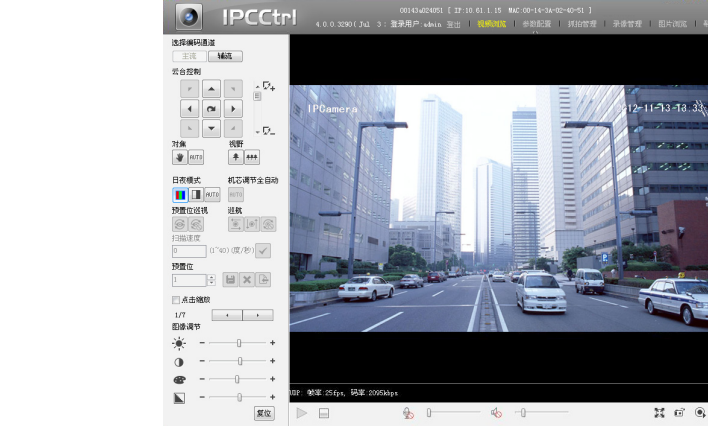 IPCCtrl
00143a024051 [ IP:10.61.1.15 MAC:00-14-3A-02-40-51 ]
4.0.0.3290( Jul 3 : 登录用户:admin 登出 | 视频浏览 | 参数配置 | 抓拍管理 | 录像管理 | 图片浏览 |
选择编码通道
主流 辅流
云台控制
对焦 视野
AUTO
日夜模式 机芯调节全自动
AUTO AUTO
预置位巡视 巡航
扫描速度
0 (1~40)(度/秒)
预置位
1
点击缩放
1/7
图像调节
复位
IPCamera
2012-11-13 13:33:
UDP: 帧率:25fps, 码率:2095kbps